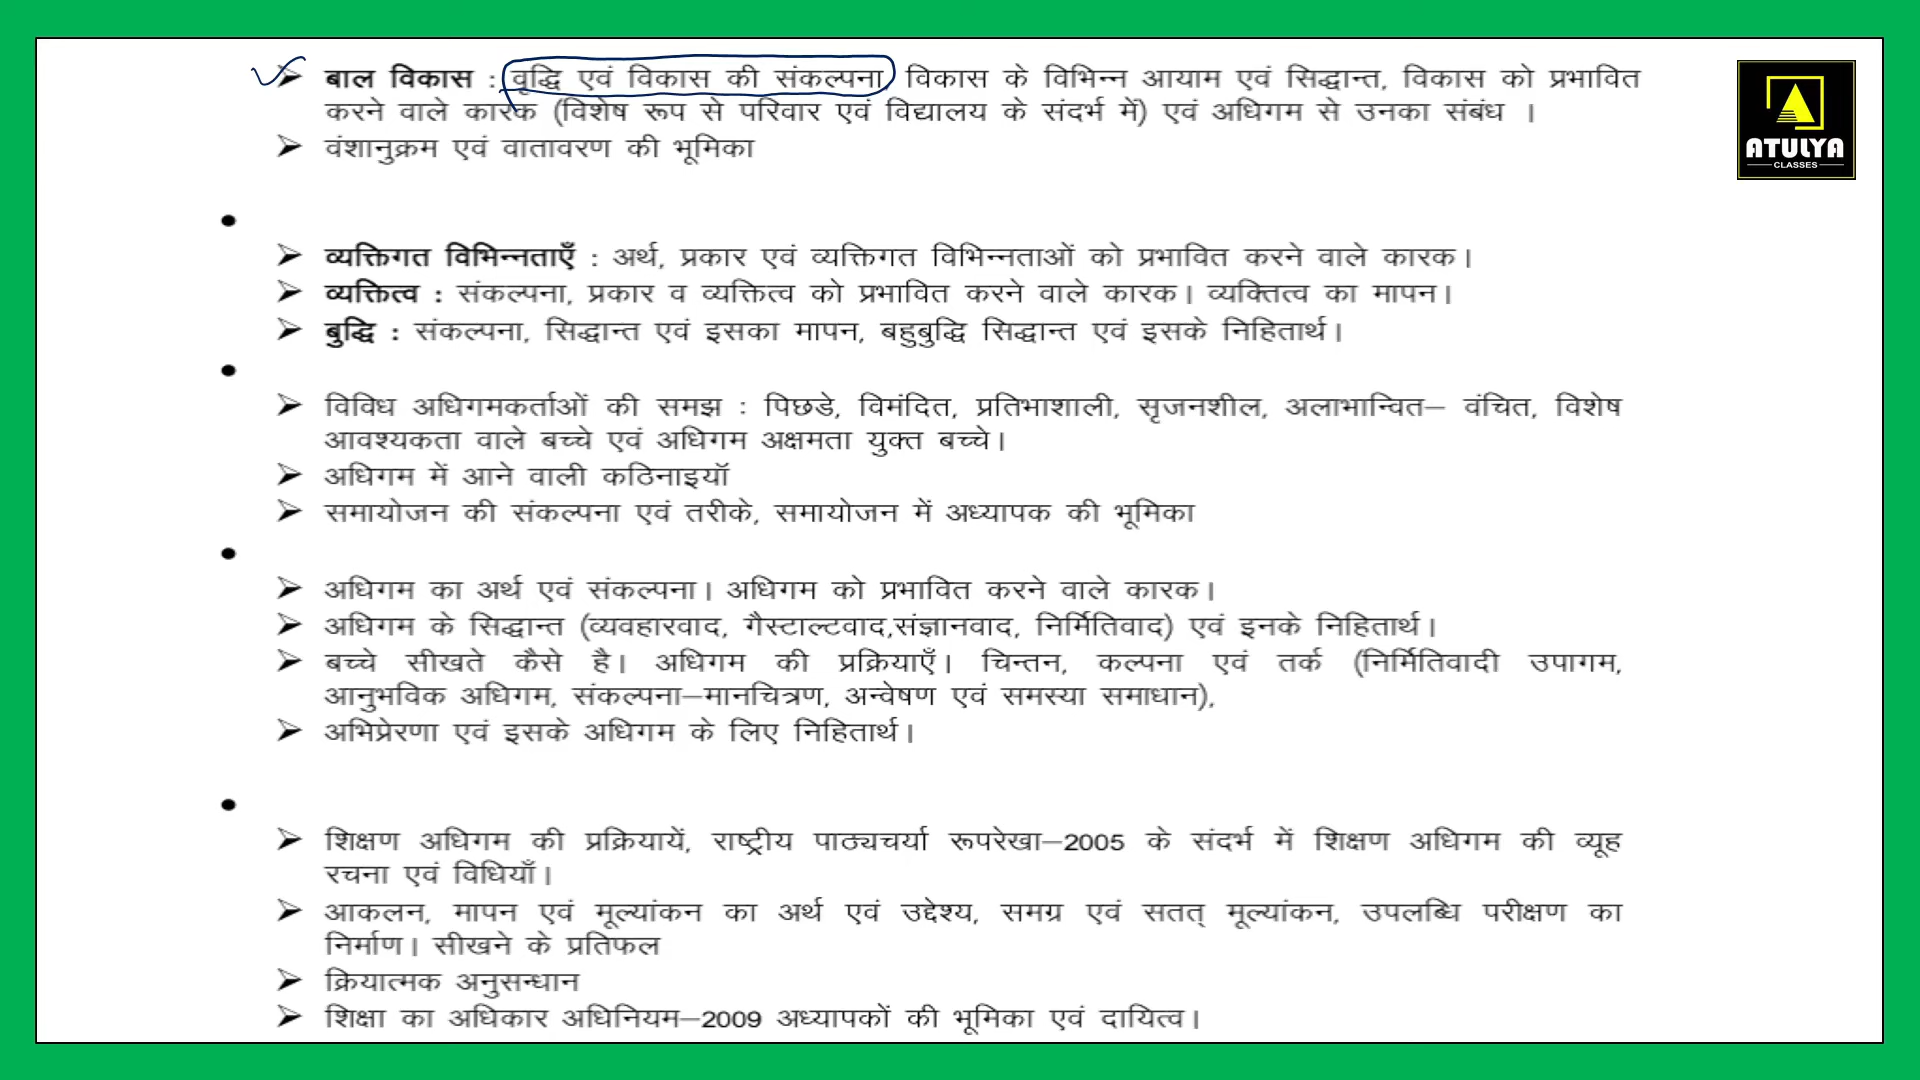 ➢ बाल विकास : वृद्धि एवं विकास की संकल्पना, विकास के विभिन्न आयाम एवं सिद्धान्त, विकास को प्रभावित
करने वाले कारक (विशेष रूप से परिवार एवं विद्यालय के संदर्भ में) एवं अधिगम से उनका संबंध ।
➢ वंशानुक्रम एवं वातावरण की भूमिका
ATULYA
CLASSES
•
➢ व्यक्तिगत विभिन्नताएँ : अर्थ, प्रकार एवं व्यक्तिगत विभिन्नताओं को प्रभावित करने वाले कारक।
➢ व्यक्तित्व : संकल्पना, प्रकार व व्यक्तित्व को प्रभावित करने वाले कारक। व्यक्तित्व का मापन।
➢ बुद्धि : संकल्पना, सिद्धान्त एवं इसका मापन, बहुबुद्धि सिद्धान्त एवं इसके निहितार्थ।
•
➢ विविध अधिगमकर्ताओं की समझ : पिछडे, विमंदित, प्रतिभाशाली, सृजनशील, अलाभान्वित– वंचित, विशेष
आवश्यकता वाले बच्चे एवं अधिगम अक्षमता युक्त बच्चे।
➢ अधिगम में आने वाली कठिनाइयॉ
➢ समायोजन की संकल्पना एवं तरीके, समायोजन में अध्यापक की भूमिका
•
➢ अधिगम का अर्थ एवं संकल्पना। अधिगम को प्रभावित करने वाले कारक।
➢ अधिगम के सिद्धान्त (व्यवहारवाद, गैस्टाल्टवाद,संज्ञानवाद, निर्मितिवाद) एवं इनके निहितार्थ।
➢ बच्चे सीखते कैसे है। अधिगम की प्रक्रियाएँ। चिन्तन, कल्पना एवं तर्क (निर्मितिवादी उपागम,
आनुभविक अधिगम, संकल्पना–मानचित्रण, अन्वेषण एवं समस्या समाधान),
➢ अभिप्रेरणा एवं इसके अधिगम के लिए निहितार्थ।
•
➢ शिक्षण अधिगम की प्रक्रियायें, राष्ट्रीय पाठ्यचर्या रूपरेखा–2005 के संदर्भ में शिक्षण अधिगम की व्यूह
रचना एवं विधियाँ।
➢ आकलन, मापन एवं मूल्यांकन का अर्थ एवं उद्देश्य, समग्र एवं सतत् मूल्यांकन, उपलब्धि परीक्षण का
निर्माण। सीखने के प्रतिफल
➢ क्रियात्मक अनुसन्धान
➢ शिक्षा का अधिकार अधिनियम–2009 अध्यापकों की भूमिका एवं दायित्व।